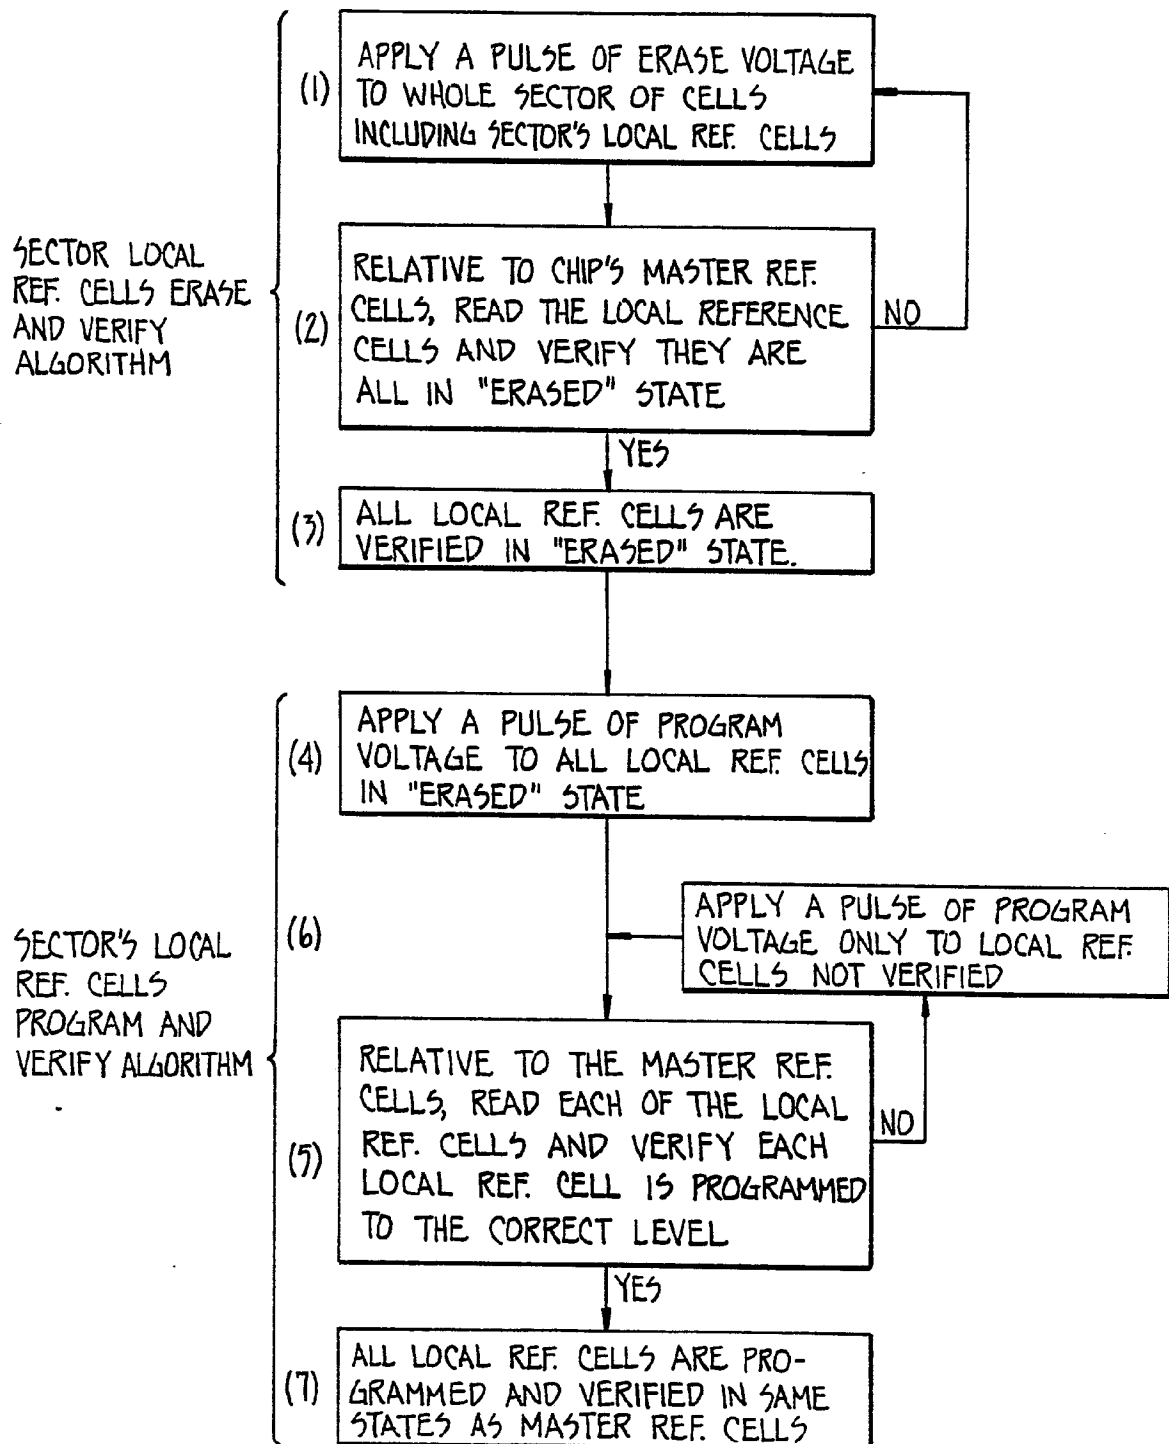 (1)
APPLY A PULSE OF ERASE VOLTAGE
TO WHOLE SECTOR OF CELLS
INCLUDING SECTOR'S LOCAL REF. CELLS
SECTOR LOCAL
REF. CELLS ERASE
AND VERIFY
ALGORITHM
(2)
RELATIVE TO CHIP'S MASTER REF.
CELLS, READ THE LOCAL REFERENCE
CELLS AND VERIFY THEY ARE
ALL IN "ERASED" STATE
NO
YES
(3)
ALL LOCAL REF. CELLS ARE
VERIFIED IN "ERASED" STATE.
(4)
APPLY A PULSE OF PROGRAM
VOLTAGE TO ALL LOCAL REF. CELLS
IN "ERASED" STATE
(6)
APPLY A PULSE OF PROGRAM
VOLTAGE ONLY TO LOCAL REF.
CELLS NOT VERIFIED
SECTOR'S LOCAL
REF. CELLS
PROGRAM AND
VERIFY ALGORITHM
(5)
RELATIVE TO THE MASTER REF.
CELLS, READ EACH OF THE LOCAL
REF. CELLS AND VERIFY EACH
LOCAL REF. CELL IS PROGRAMMED
TO THE CORRECT LEVEL
NO
YES
(7)
ALL LOCAL REF. CELLS ARE PRO-
GRAMMED AND VERIFIED IN SAME
STATES AS MASTER REF. CELLS